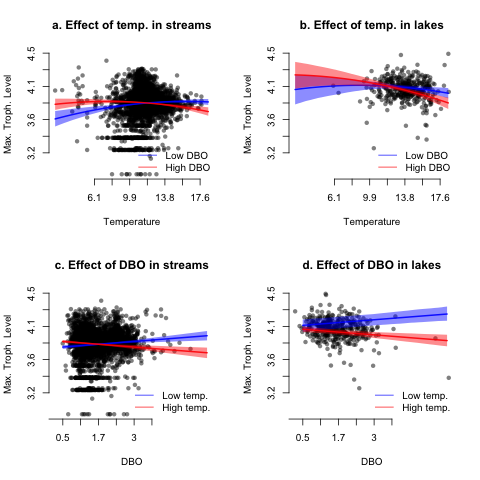 a. Effect of temp. in streams
Max. Troph. Level
4.5
4.1
3.6
3.2
Low DBO
High DBO
6.1 9.9 13.8 17.6
Temperature
b. Effect of temp. in lakes
Max. Troph. Level
4.5
4.1
3.6
3.2
Low DBO
High DBO
6.1 9.9 13.8 17.6
Temperature
c. Effect of DBO in streams
Max. Troph. Level
4.5
4.1
3.6
3.2
Low temp.
High temp.
0.5 1.7 3
DBO
d. Effect of DBO in lakes
Max. Troph. Level
4.5
4.1
3.6
3.2
Low temp.
High temp.
0.5 1.7 3
DBO